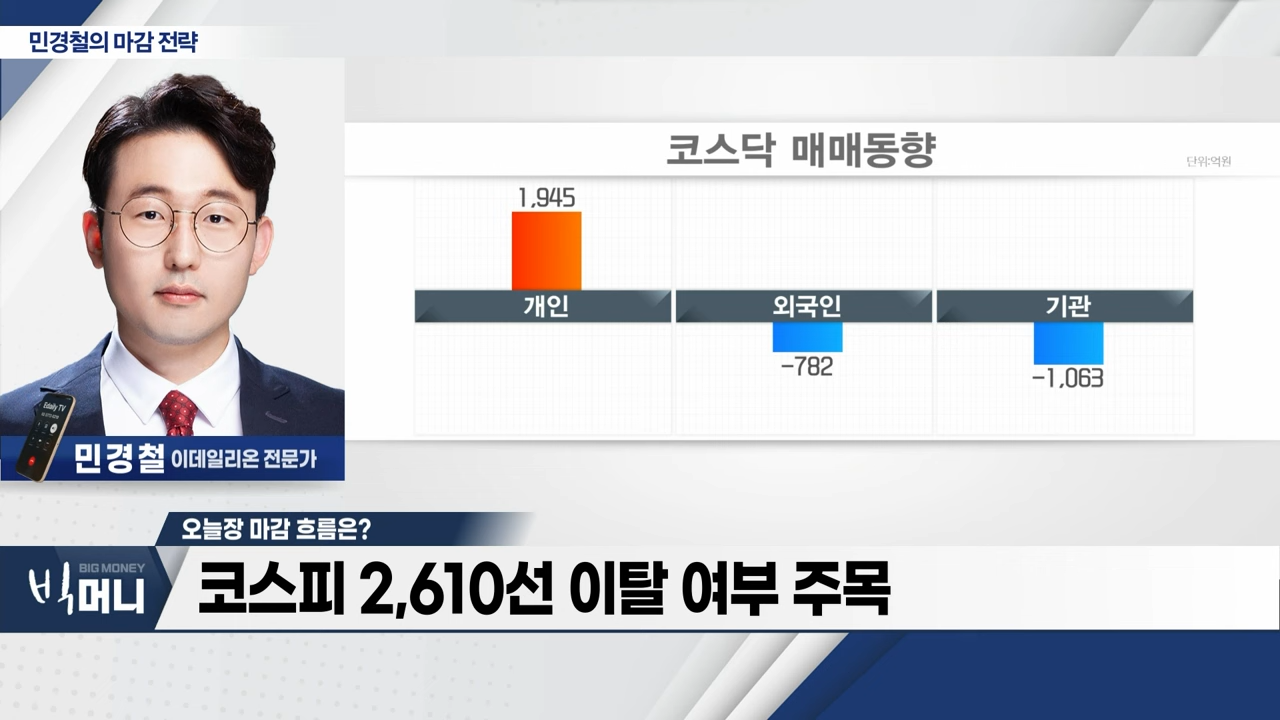 민경철의 마감 전략
코스닥 매매동향
단위:억원
1,945
개인
외국인
기관
-782
-1,063
Edaily TV
민경철 이데일리온 전문가
오늘장 마감 흐름은?
BIG MONEY
빅머니
코스피 2,610선 이탈 여부 주목